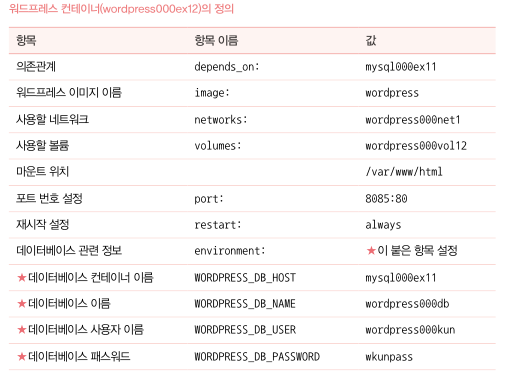 워드프레스 컨테이너(wordpress000ex12)의 정의
항목 항목 이름 값
의존관계 depends_on: mysql000ex11
워드프레스 이미지 이름 image: wordpress
사용할 네트워크 networks: wordpress000net1
사용할 볼륨 volumes: wordpress000vol12
마운트 위치 /var/www/html
포트 번호 설정 port: 8085:80
재시작 설정 restart: always
데이터베이스 관련 정보 environment: ★이 붙은 항목 설정
★데이터베이스 컨테이너 이름 WORDPRESS_DB_HOST mysql000ex11
★데이터베이스 이름 WORDPRESS_DB_NAME wordpress000db
★데이터베이스 사용자 이름 WORDPRESS_DB_USER wordpress000kun
★데이터베이스 패스워드 WORDPRESS_DB_PASSWORD wkunpass